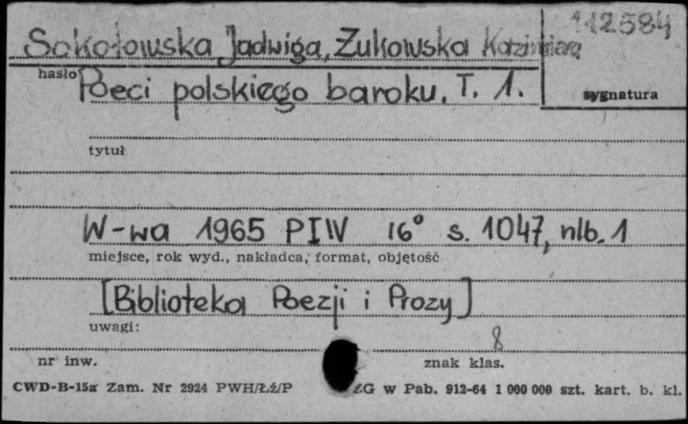 112584
Sokołowska Jadwiga, Żukowska Kazimiera
hasło
Poeci polskiego baroku. T. 1.
sygnatura
tytuł
W-wa 1965 PIW 16° s. 1047, nlb. 1
miejsce, rok wyd., nakładca, format, objętość
[Biblioteka Poezji i Prozy]
uwagi:
8
nr inw. znak klas.
CWD-B-15a Zam. Nr 2924 PWH/Łż/P ZG w Pab. 912-64 1 000 000 szt. kart. b. kl.